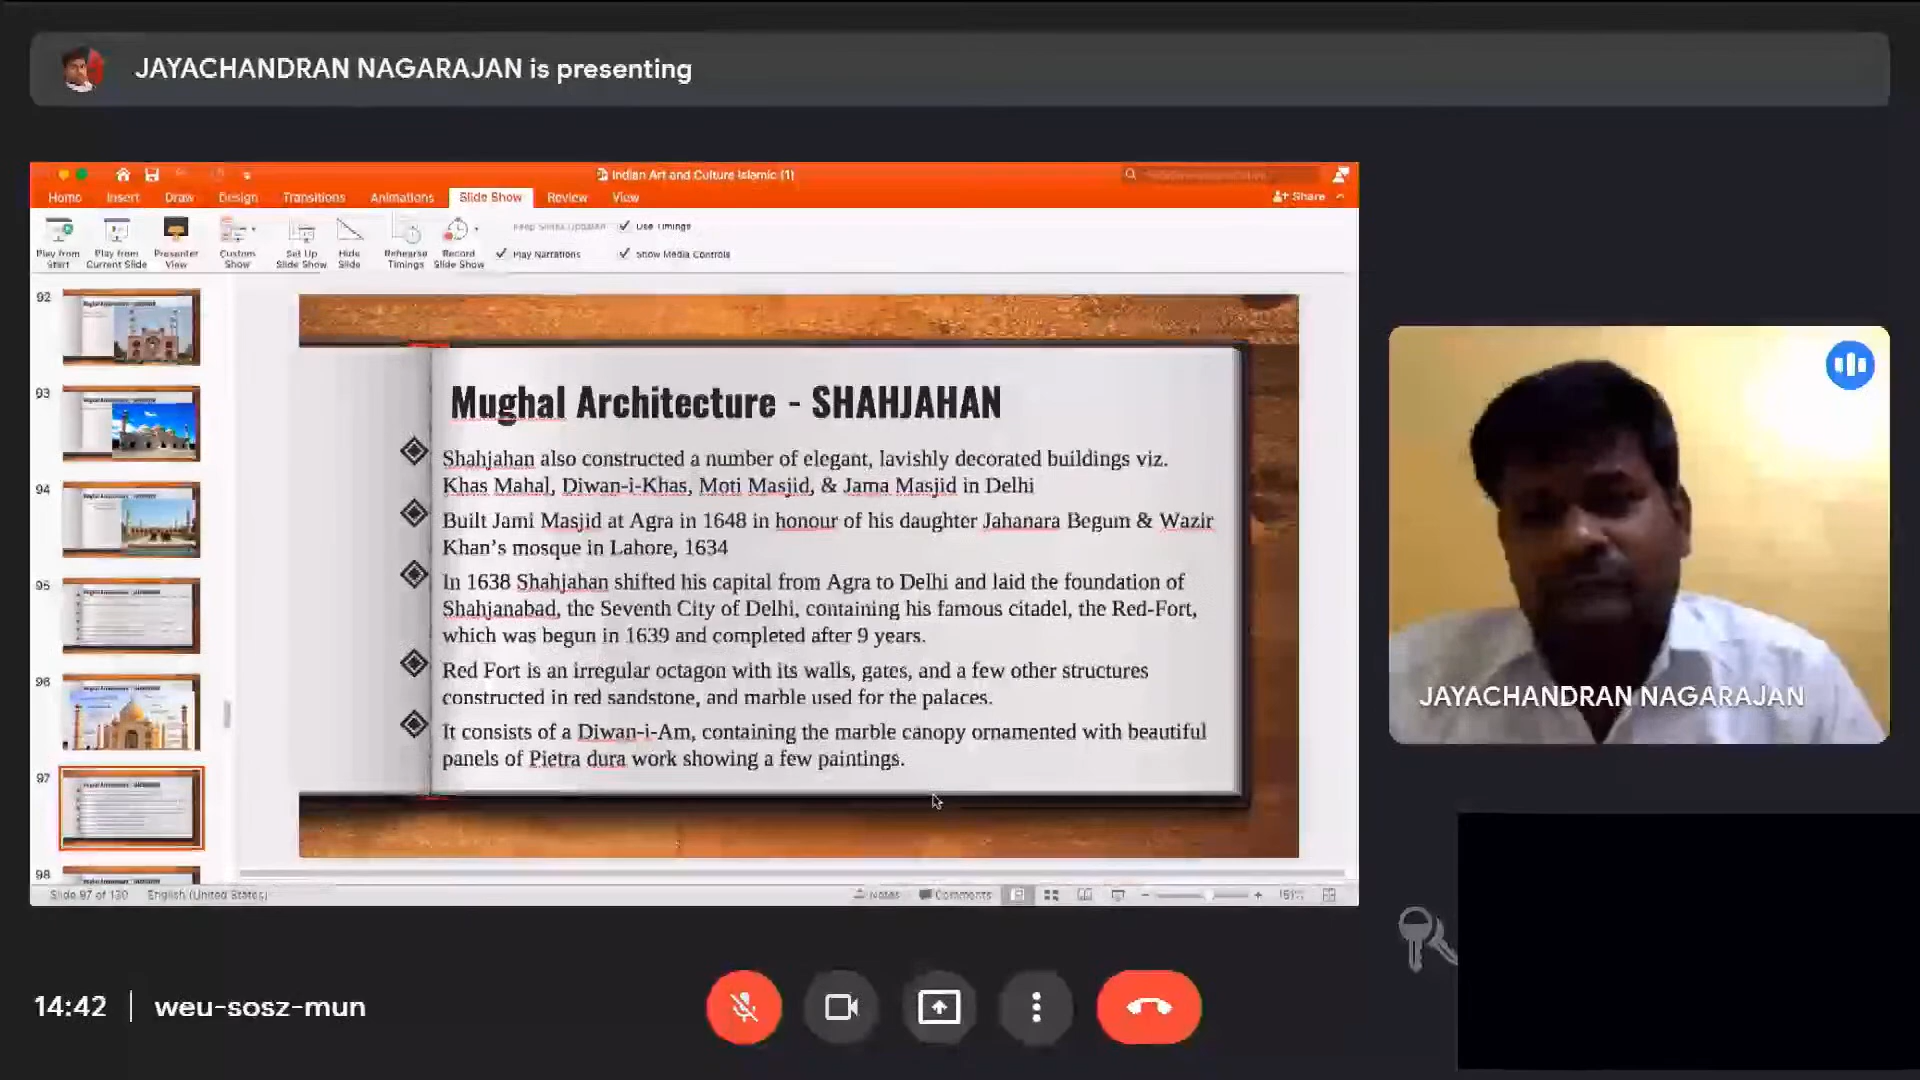 JAYACHANDRAN NAGARAJAN is presenting
Indian Art and Culture Islamic (1)
Home Insert Draw Design Transitions Animations Slide Show Review View Share
Play from Start
Play from Current Slide
Presenter View
Custom Show
Set Up Slide Show
Hide Slide
Rehearse Timings
Record Slide Show
Keep Slides Updated Use Timings
Play Narrations Show Media Controls
92
93
94
95
96
97
98
Mughal Architecture - SHAHJAHAN
Shahjahan also constructed a number of elegant, lavishly decorated buildings viz.
Khas Mahal, Diwan-i-Khas, Moti Masjid, & Jama Masjid in Delhi
Built Jami Masjid at Agra in 1648 in honour of his daughter Jahanara Begum & Wazir
Khan's mosque in Lahore, 1634
In 1638 Shahjahan shifted his capital from Agra to Delhi and laid the foundation of
Shahjanabad, the Seventh City of Delhi, containing his famous citadel, the Red-Fort,
which was begun in 1639 and completed after 9 years.
Red Fort is an irregular octagon with its walls, gates, and a few other structures
constructed in red sandstone, and marble used for the palaces.
It consists of a Diwan-i-Am, containing the marble canopy ornamented with beautiful
panels of Pietra dura work showing a few paintings.
Slide 97 of 130 English (United States) Notes Comments 151%
JAYACHANDRAN NAGARAJAN
14:42 | weu-sosz-mun